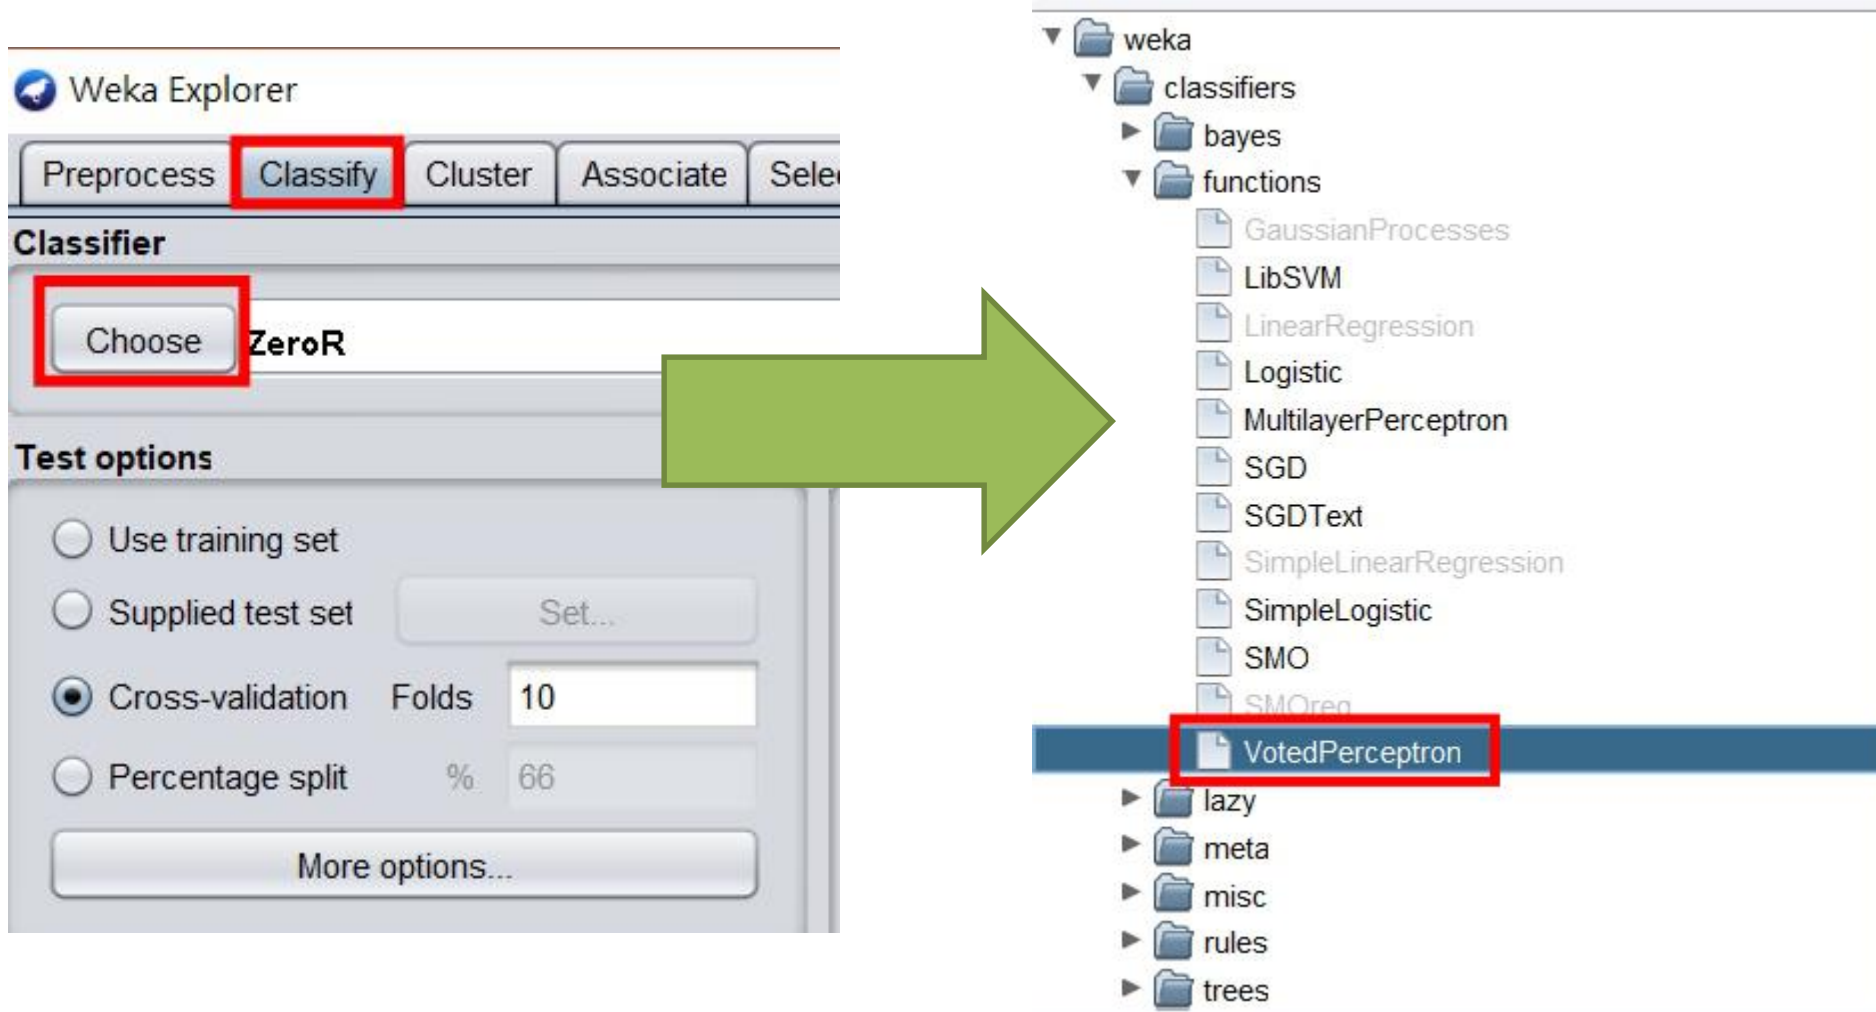 Weka Explorer
Preprocess Classify Cluster Associate Sele
Classifier
Choose ZeroR
Test options
Use training set
Supplied test set Set...
Cross-validation Folds 10
Percentage split % 66
More options...
weka
classifiers
bayes
functions
GaussianProcesses
LibSVM
LinearRegression
Logistic
MultilayerPerceptron
SGD
SGDText
SimpleLinearRegression
SimpleLogistic
SMO
SMOreg
VotedPerceptron
lazy
meta
misc
rules
trees